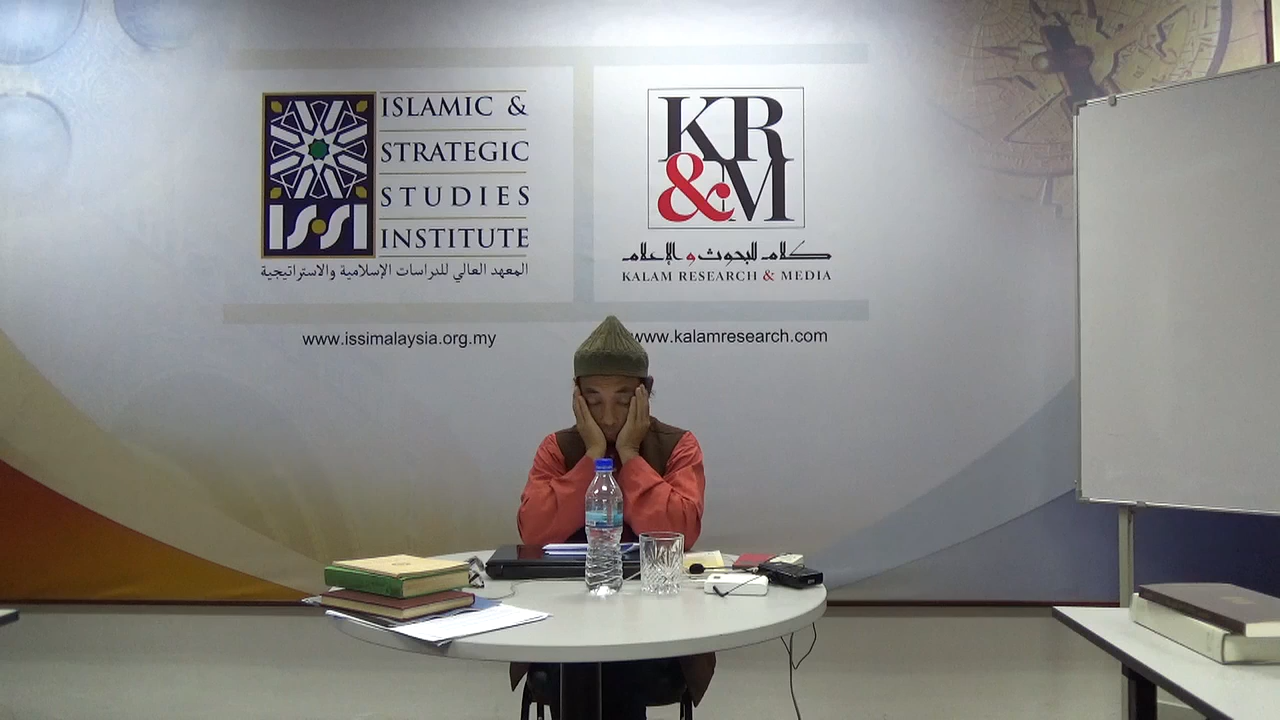 ISLAMIC &
STRATEGIC
STUDIES
INSTITUTE
ISSI
المعهد العالي للدراسات الإسلامية والاستراتيجية
www.issimalaysia.org.my
KR
&M
كلام للبحوث والإعلام
KALAM RESEARCH & MEDIA
www.kalamresearch.com